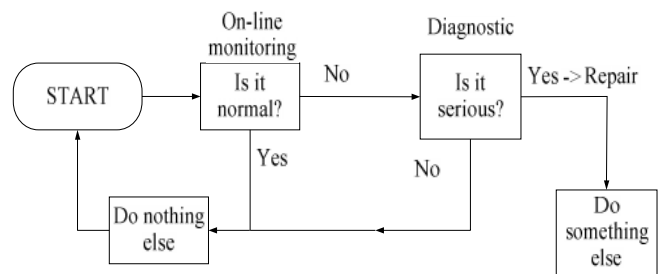 On-line
monitoring
Diagnostic
START
Is it
normal?
No
Is it
serious?
Yes -> Repair
Yes
No
Do nothing
else
Do
something
else